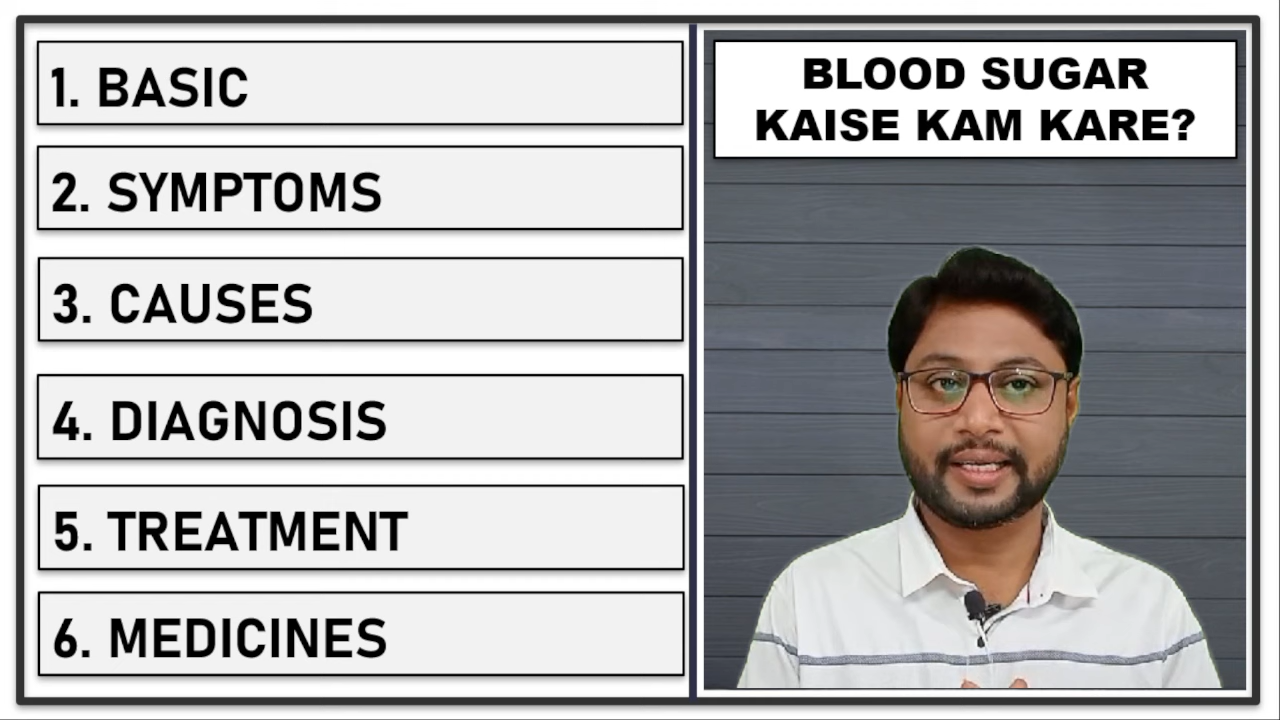 1. BASIC
2. SYMPTOMS
3. CAUSES
4. DIAGNOSIS
5. TREATMENT
6. MEDICINES
BLOOD SUGAR
KAISE KAM KARE?